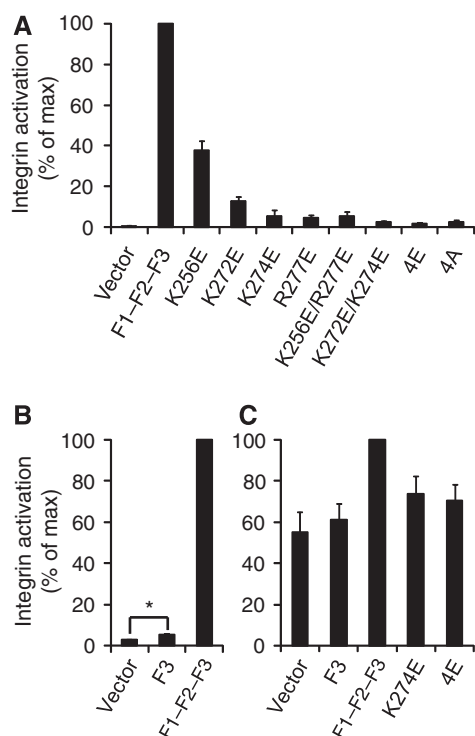 A
Integrin activation
(% of max)
100
80
60
40
20
0
Vector
F1–F2–F3
K256E
K272E
K274E
R277E
K256E/R277E
K272E/K274E
4E
4A
B
Integrin activation
(% of max)
100
80
60
40
20
0
*
Vector
F3
F1–F2–F3
C
100
80
60
40
20
0
Vector
F3
F1–F2–F3
K274E
4E